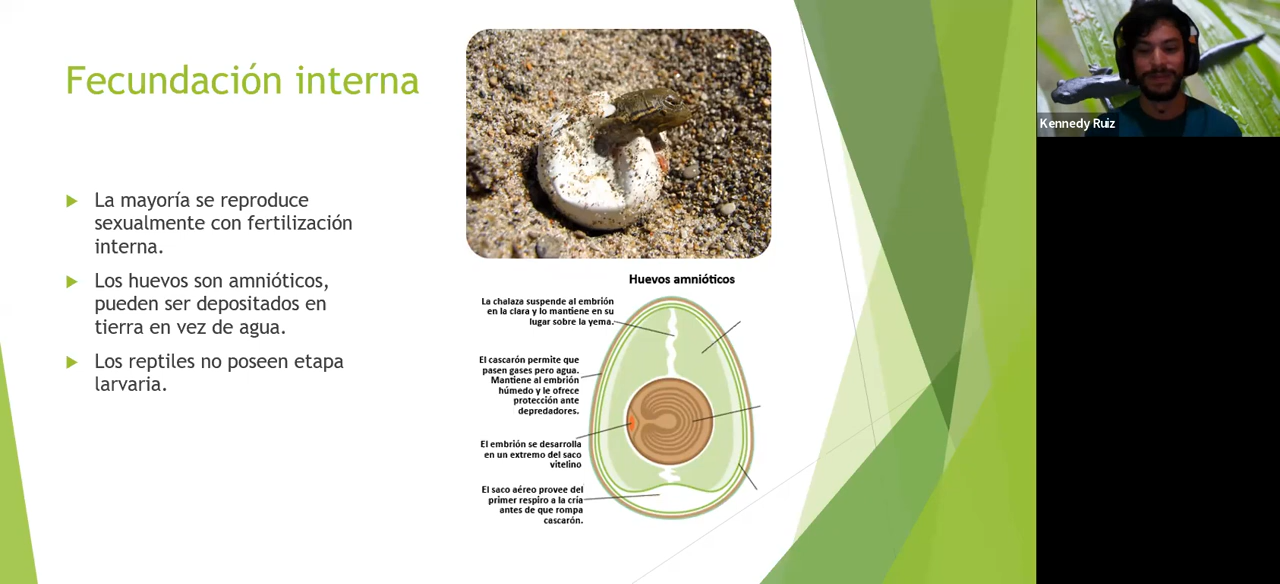 Fecundación interna
La mayoría se reproduce
sexualmente con fertilización
interna.
Los huevos son amnióticos,
pueden ser depositados en
tierra en vez de agua.
Los reptiles no poseen etapa
larvaria.
Huevos amnióticos
La chalaza suspende al embrión
en la clara y lo mantiene en su
lugar sobre la yema.
El cascarón permite que
pasen gases pero agua.
Mantiene al embrión
húmedo y le ofrece
protección ante
depredadores.
El embrión se desarrolla
en un extremo del saco
vitelino
El saco aéreo provee del
primer respiro a la cría
antes de que rompa
cascarón.
Kennedy Ruiz